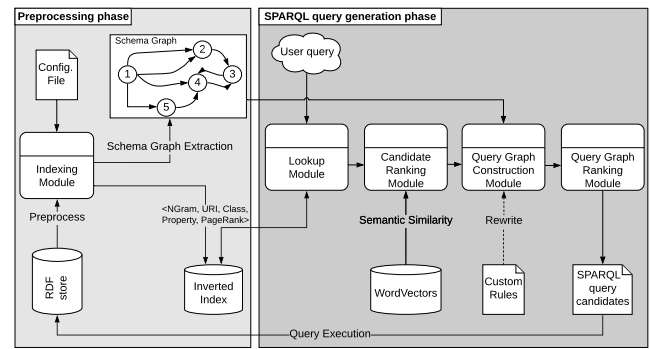 Preprocessing phase
SPARQL query generation phase
Schema Graph
1
2
3
4
5
Config.
File
User query
Schema Graph Extraction
Indexing
Module
Lookup
Module
Candidate
Ranking
Module
Query Graph
Construction
Module
Query Graph
Ranking
Module
<NGram, URI, Class,
Property, PageRank>
Preprocess
Semantic Similarity
Rewrite
RDF
store
Inverted
Index
WordVectors
Custom
Rules
SPARQL
query
candidates
Query Execution